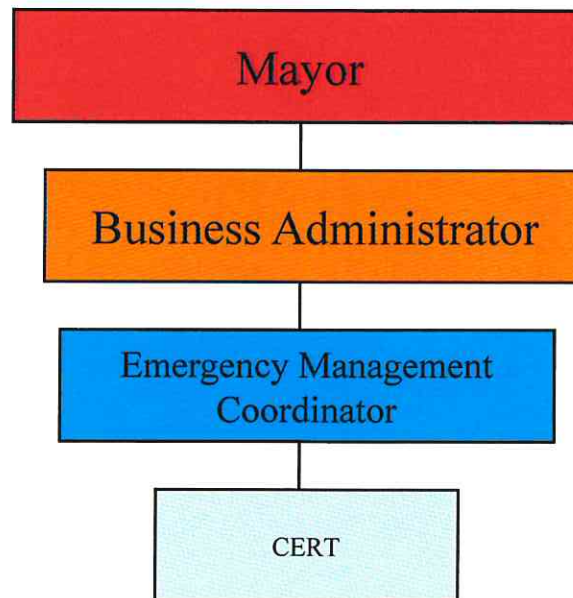 Mayor
Business Administrator
Emergency Management
Coordinator
CERT